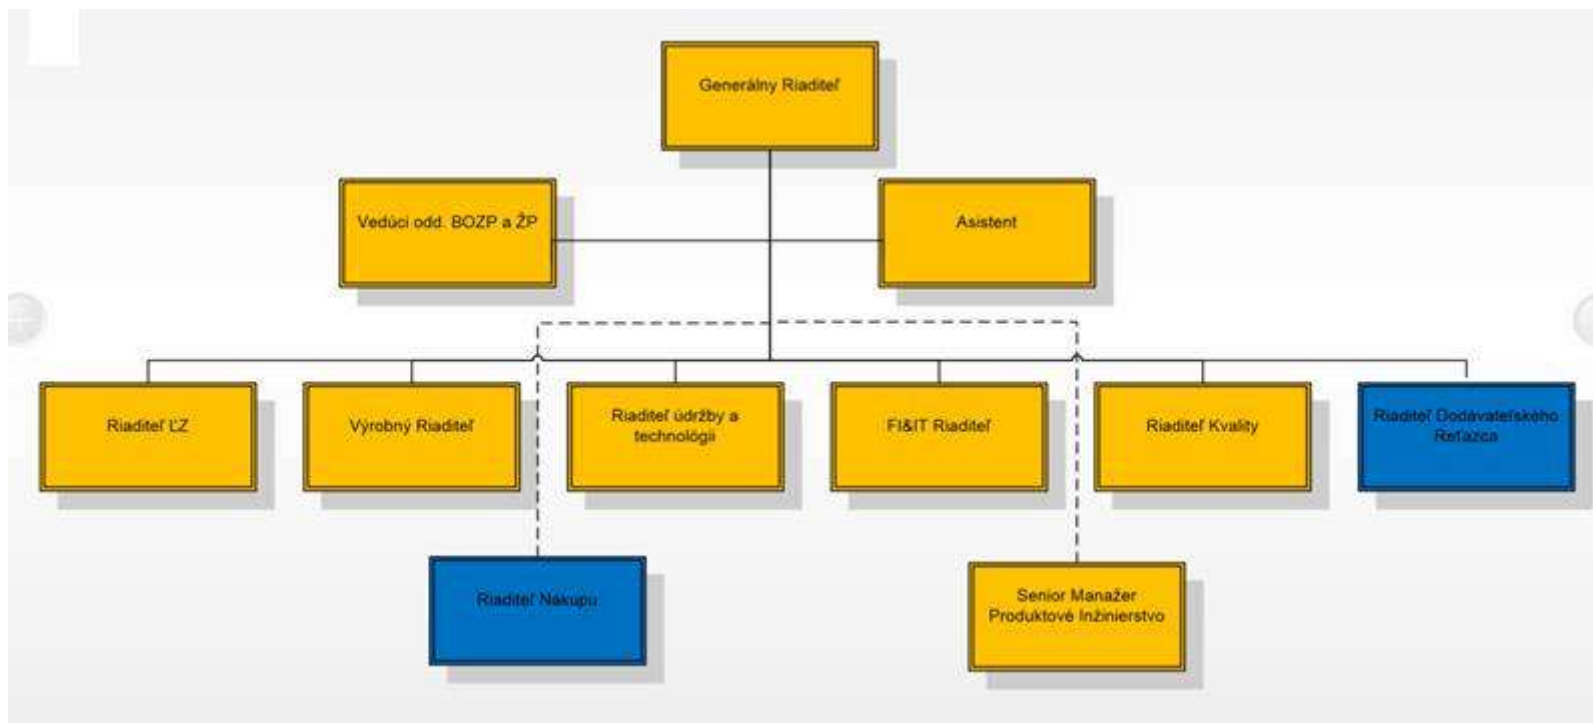 Generálny Riaditeľ
Vedúci odd. BOZP a ŽP
Asistent
Riaditeľ ĽZ
Výrobný Riaditeľ
Riaditeľ údržby a
technológii
FI&IT Riaditeľ
Riaditeľ Kvality
Riaditeľ Dodávateľského
Reťazca
Riaditeľ Nákupu
Senior Manažer
Produktové Inžinierstvo